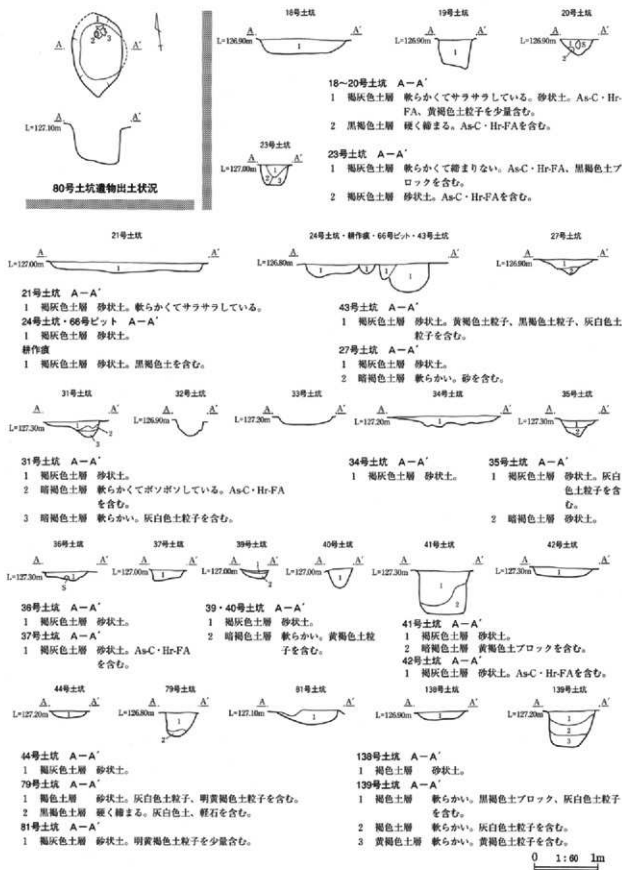 A A'
1
2 3
L=127.10m
A A'
80号土坑遺物出土状況
18号土坑
A A'
L=126.90m
1
19号土坑
A A'
L=126.90m
1
20号土坑
A A'
L=126.90m
1 S
2
18～20号土坑 A－A'
1 褐灰色土層 軟らかくてサラサラしている。砂状土。As-C・Hr-
FA、黄褐色土粒子を少量含む。
2 黒褐色土層 硬く締まる。As-C・Hr-FAを含む。
23号土坑
A A'
L=127.00m
1
2 3
23号土坑 A－A'
1 褐灰色土層 軟らかくて締まりない。As-C・Hr-FA、黒褐色土ブ
ロックを含む。
2 褐灰色土層 砂状土。As-C・Hr-FAを含む。
21号土坑
A A'
L=127.00m
1
24号土坑・耕作痕・66号ピット・43号土坑
A A'
L=126.80m
1 1 1 1
27号土坑
A A'
L=126.90m
1
2
21号土坑 A－A'
1 褐灰色土層 砂状土。軟らかくてサラサラしている。
24号土坑・66号ピット A－A'
1 褐灰色土層 砂状土。
耕作痕
1 褐灰色土層 砂状土。黒褐色土を含む。
43号土坑 A－A'
1 褐灰色土層 砂状土。黄褐色土粒子、黒褐色土粒子、灰白色土
粒子を含む。
27号土坑 A－A'
1 褐灰色土層 砂状土。
2 暗褐色土層 軟らかい。砂を含む。
31号土坑
A A'
L=127.30m
1
2
3
32号土坑
A A'
L=126.90m
33号土坑
A A'
L=127.20m
34号土坑
A A'
L=127.20m
1
35号土坑
A A'
L=127.30m
1
2
31号土坑 A－A'
1 褐灰色土層 砂状土。
2 暗褐色土層 軟らかくてボソボソしている。As-C・Hr-FA
を含む。
3 暗褐色土層 軟らかい。灰白色土粒子を含む。
34号土坑 A－A'
1 褐灰色土層 砂状土。
35号土坑 A－A'
1 褐灰色土層 砂状土。灰白
色土粒子を含
む。
2 暗褐色土層 砂状土。
36号土坑
A A'
L=127.30m
1
S
37号土坑
A A'
L=127.00m
1
39号土坑
A A'
L=127.00m
1
2
40号土坑
A A'
L=127.00m
1
41号土坑
A A'
L=127.30m
1
2
42号土坑
A A'
L=127.30m
1
36号土坑 A－A'
1 褐灰色土層 砂状土。
37号土坑 A－A'
1 褐灰色土層 砂状土。As-C・Hr-FA
を含む。
39・40号土坑 A－A'
1 褐灰色土層 砂状土。
2 暗褐色土層 軟らかい。黄褐色土粒
子を含む。
41号土坑 A－A'
1 褐灰色土層 砂状土。
2 暗褐色土層 黄褐色土ブロックを含む。
42号土坑 A－A'
1 褐灰色土層 砂状土。As-C・Hr-FAを含む。
44号土坑
A A'
L=127.20m
1
79号土坑
A A'
L=126.80m
1
2
81号土坑
A A'
L=127.10m
1
138号土坑
A A'
L=126.90m
1
139号土坑
A A'
L=127.20m
1
2
3
44号土坑 A－A'
1 褐灰色土層 砂状土。
79号土坑 A－A'
1 褐色土層 砂状土。灰白色土粒子、明黄褐色土粒子を含む。
2 黒褐色土層 硬く締まる。灰白色土、軽石を含む。
81号土坑 A－A'
1 褐灰色土層 砂状土。明黄褐色土粒子を少量含む。
138号土坑 A－A'
1 褐色土層 砂状土。
139号土坑 A－A'
1 褐色土層 軟らかい。黒褐色土ブロック、灰白色土粒子
を含む。
2 褐色土層 軟らかい。灰白色土粒子を含む。
3 黄褐色土層 軟らかい。黄褐色土粒子を含む。
0 1:60 1m